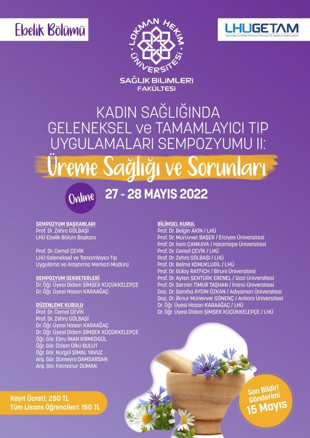 Ebelik Bölümü
LHUGETAM
LOKMAN HEKİM ÜNİVERSİTESİ
SAĞLIK BİLİMLERİ
FAKÜLTESİ
KADIN SAĞLIĞINDA
GELENEKSEL ve TAMAMLAYICI TIP
UYGULAMALARI SEMPOZYUMU II:
Üreme Sağlığı ve Sorunları
Online
27 - 28 MAYIS 2022
SEMPOZYUM BAŞKANLARI
Prof. Dr. Zehra GÖLBAŞI
LHÜ Ebelik Bölüm Başkanı
Prof. Dr. Cemal ÇEVİK
LHÜ Geleneksel ve Tamamlayıcı Tıp
Uygulama ve Araştırma Merkezi Müdürü
SEMPOZYUM SEKRETERLERİ
Dr. Öğr. Üyesi Didem ŞİMŞEK KÜÇÜKKELEPÇE
Dr. Öğr. Üyesi Hasan KARAAĞAÇ
DÜZENLEME KURULU
Prof. Dr. Cemal ÇEVİK
Prof. Dr. Zehra GÖLBAŞI
Dr. Öğr. Üyesi Hasan KARAAĞAÇ
Dr. Öğr. Üyesi Didem ŞİMŞEK KÜÇÜKKELEPÇE
Öğr. Gör. Ebru İNAN KIRMIZIGÜL
Öğr. Gör. Özlem ÜNLÜ BULUT
Öğr. Gör. Nurgül ŞİMAL YAVUZ
Arş. Gör. Sümeyra DAMSARSAN
Arş. Gör. Yazmanur DUMAN
BİLİMSEL KURUL
Prof. Dr. Belgin AKIN / LHÜ
Prof. Dr. Mürüvvet BAŞER / Erciyes Üniversitesi
Prof. Dr. İrem ÇANKAYA / Hacettepe Üniversitesi
Prof. Dr. Cemal ÇEVİK / LHÜ
Prof. Dr. Zehra GÖLBAŞI / LHÜ
Prof. Dr. Belma KONUKLUGİL / LHÜ
Prof. Dr. Gülay RATFİCH / Biruni Üniversitesi
Prof. Dr. Ayten ŞENTÜRK ERENEL / Gazi Üniversitesi
Prof. Dr. Sermin TİMUR TAŞHAN / İnönü Üniversitesi
Doç. Dr. Semiha AYDIN ÖZKAN / Adıyaman Üniversitesi
Doç. Dr. İlknur Münevver GÖNENÇ / Ankara Üniversitesi
Dr. Öğr. Üyesi Hasan KARAAĞAÇ / LHÜ
Dr. Öğr. Üyesi Didem ŞİMŞEK KÜÇÜKKELEPÇE / LHÜ
Kayıt Ücreti: 250 TL
Tüm Lisans Öğrencileri: 150 TL
Son Bildiri
Gönderimi
15 Mayıs